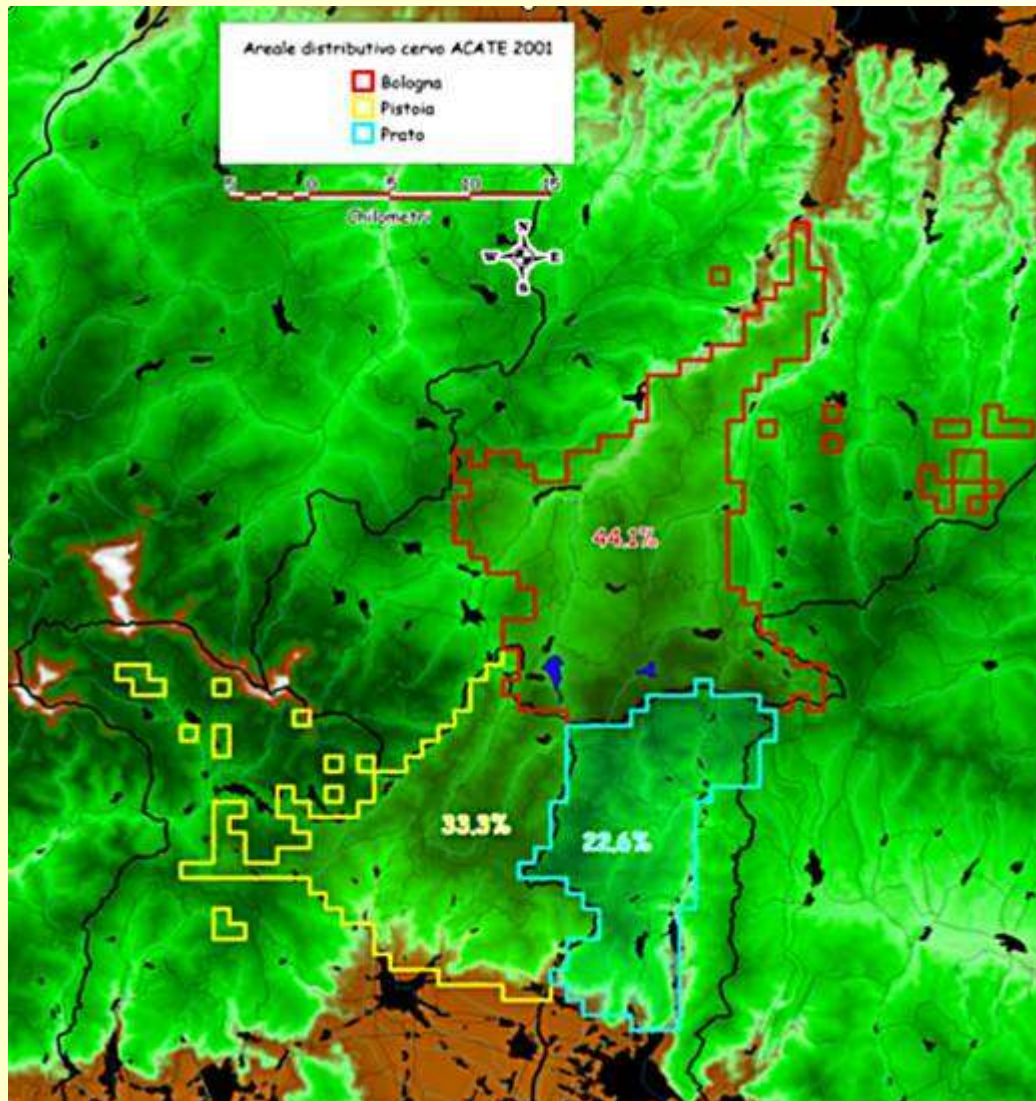 Areale distributivo cervo ACATE 2001
Bologna
Pistoia
Prato
5 0 5 10 15
Chilometri
N
W E
S
44.1%
33.3%
22.6%